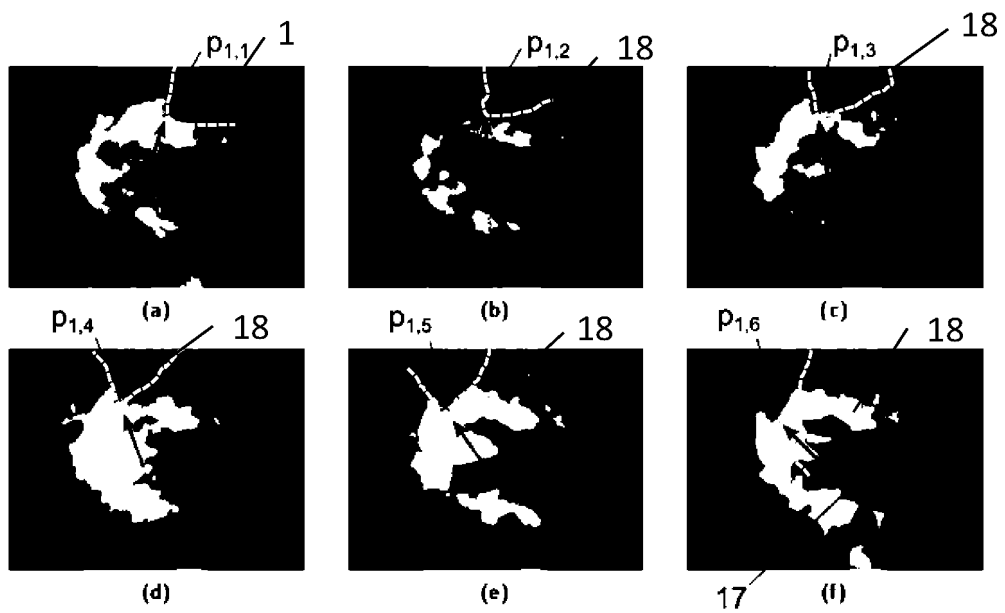 p1,1 1 p1,2 18 p1,3 18
(a) (b) (c)
p1,4 18 p1,5 18 p1,6 18
(d) (e) 17 (f)